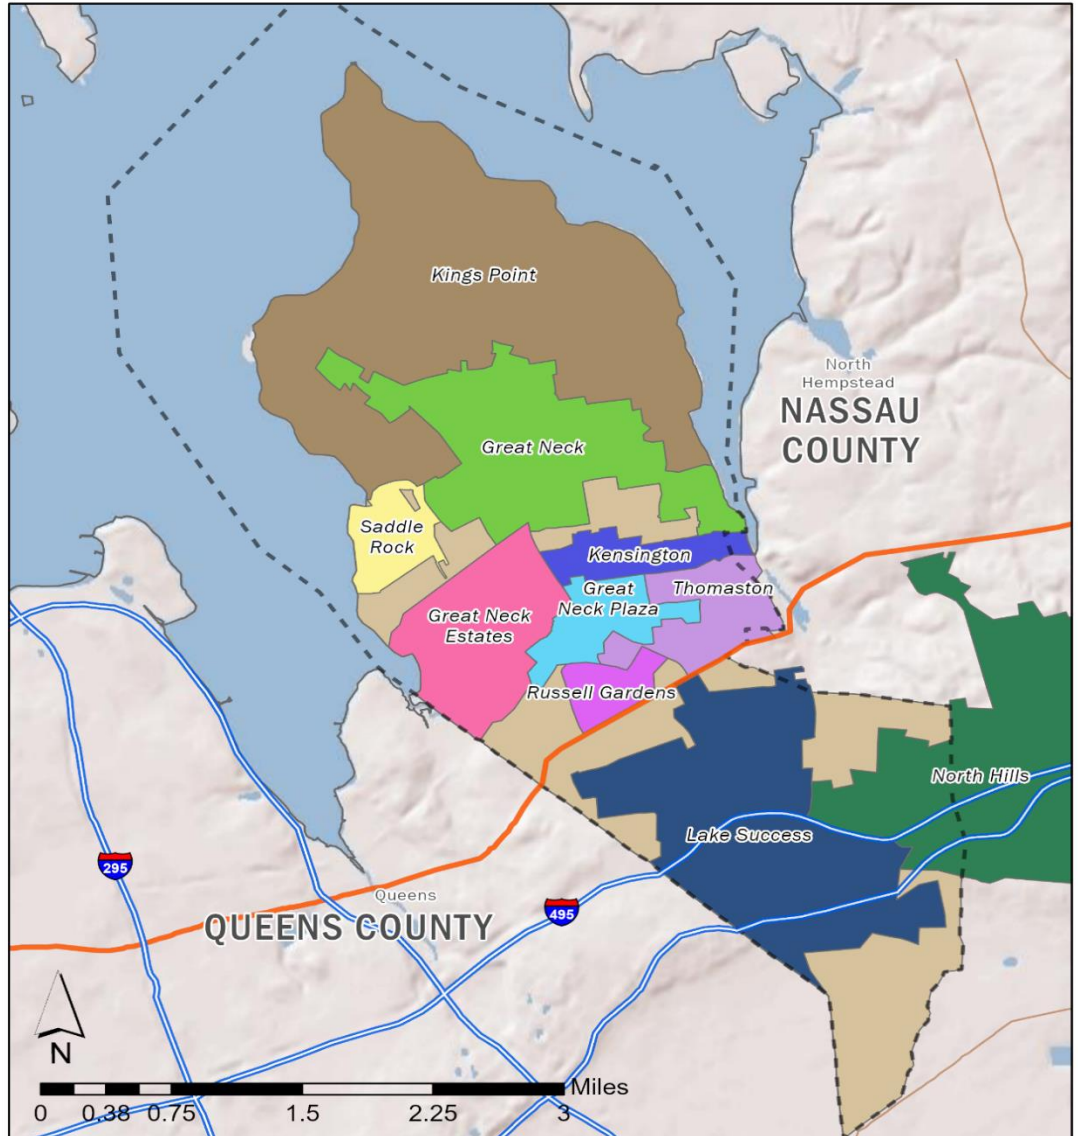 Kings Point
North
Hempstead
NASSAU
COUNTY
Great Neck
Saddle
Rock
Kensington
Great
Neck Plaza
Thomaston
Great Neck
Estates
Russell Gardens
North Hills
Lake Success
295
Queens
QUEENS COUNTY
495
N
Miles
0 0.38 0.75 1.5 2.25 3